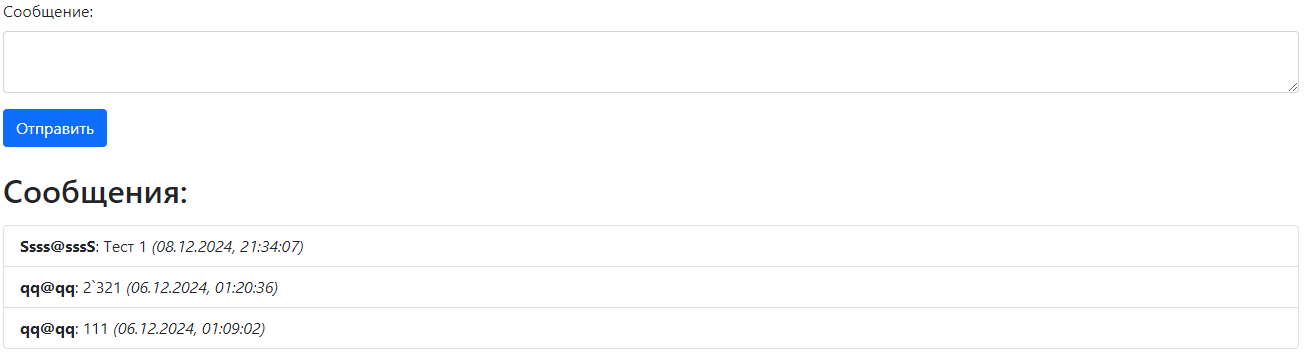 Сообщение:
Отправить
Сообщения:
Ssss@sssS: Тест 1 (08.12.2024, 21:34:07)
qq@qq: 2`321 (06.12.2024, 01:20:36)
qq@qq: 111 (06.12.2024, 01:09:02)